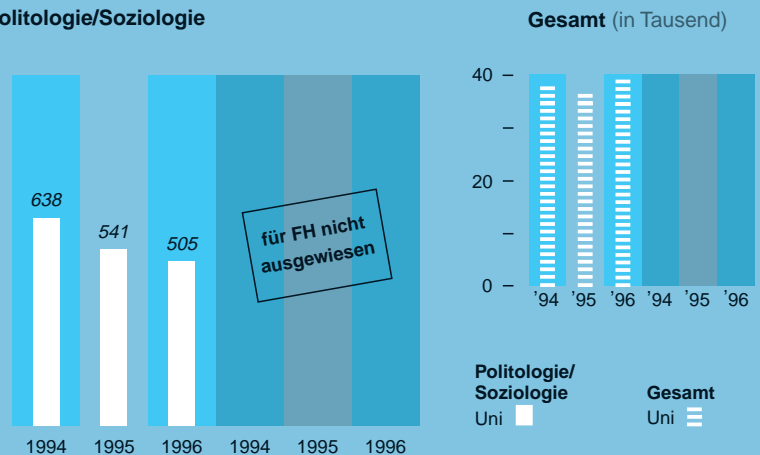 olitologie/Soziologie
638
541
505
für FH nicht
ausgewiesen
1994 1995 1996 1994 1995 1996
Gesamt (in Tausend)
40
20
0
'94 '95 '96 '94 '95 '96
Politologie/
Soziologie
Uni
Gesamt
Uni